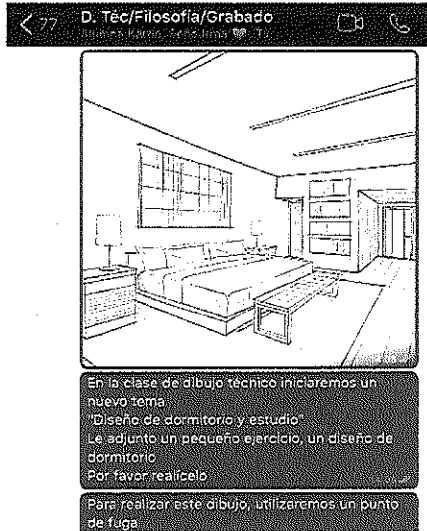 77
D. Téc/Filosofía/Grabado
En la clase de dibujo técnico iniciaremos un
nuevo tema
"Diseño de dormitorio y estudio"
Le adjunto un pequeño ejercicio, un diseño de
dormitorio
Por favor realícelo
Para realizar este dibujo, utilizaremos un punto
de fuga